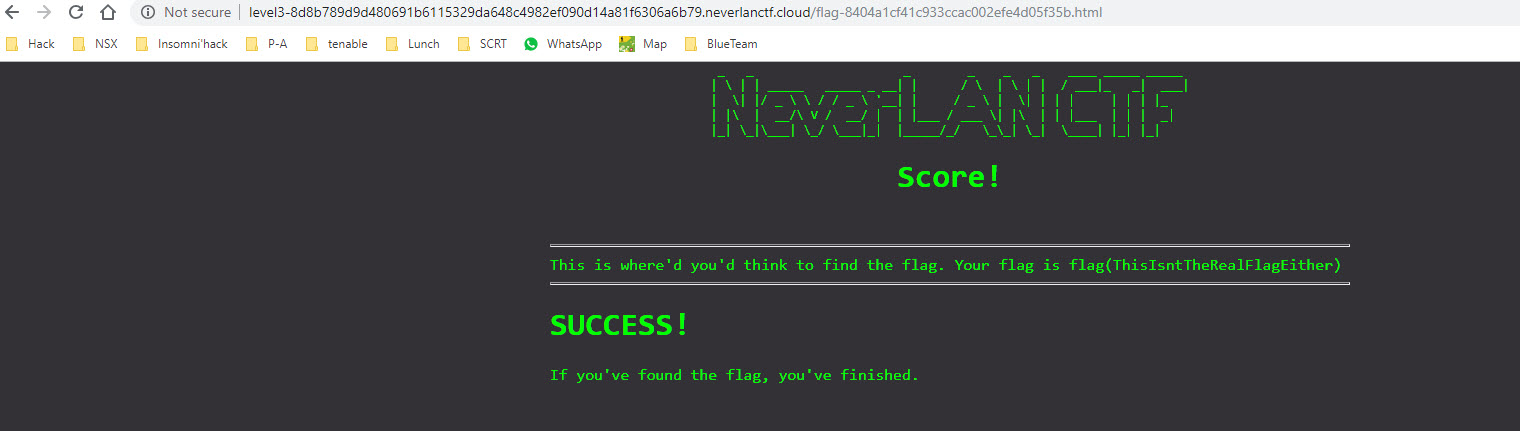 Not secure | level3-8d8b789d9d480691b6115329da648c4982ef090d14a81f6306a6b79.neverlanctf.cloud/flag-8404a1cf41c933ccac002efe4d05f35b.html
Hack NSX Insomni'hack P-A tenable Lunch SCRT WhatsApp Map BlueTeam
NeverLAN CTF
Score!
This is where'd you'd think to find the flag. Your flag is flag(ThisIsntTheRealFlagEither)
SUCCESS!
If you've found the flag, you've finished.